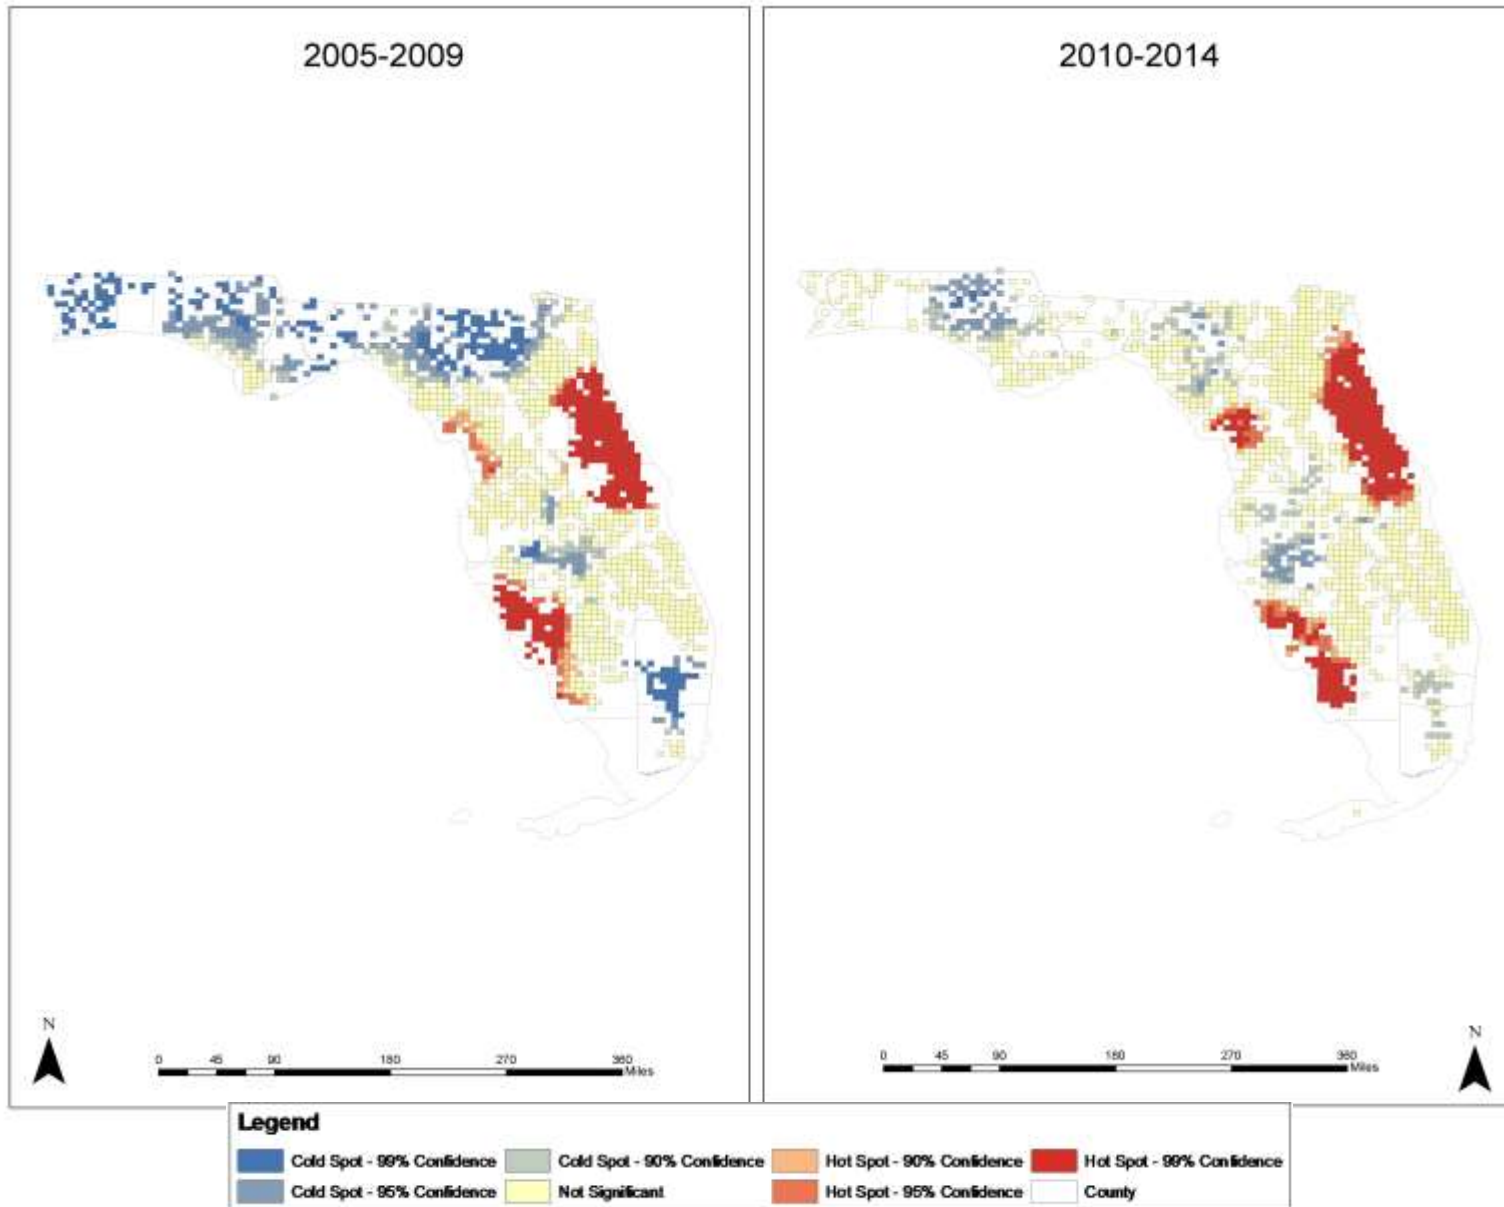 2005-2009
2010-2014
N
0 45 90 180 270 360
Miles
0 45 90 180 270 360
Miles
N
Legend
Cold Spot - 99% Confidence
Cold Spot - 90% Confidence
Hot Spot - 90% Confidence
Hot Spot - 99% Confidence
Cold Spot - 95% Confidence
Not Significant
Hot Spot - 95% Confidence
County